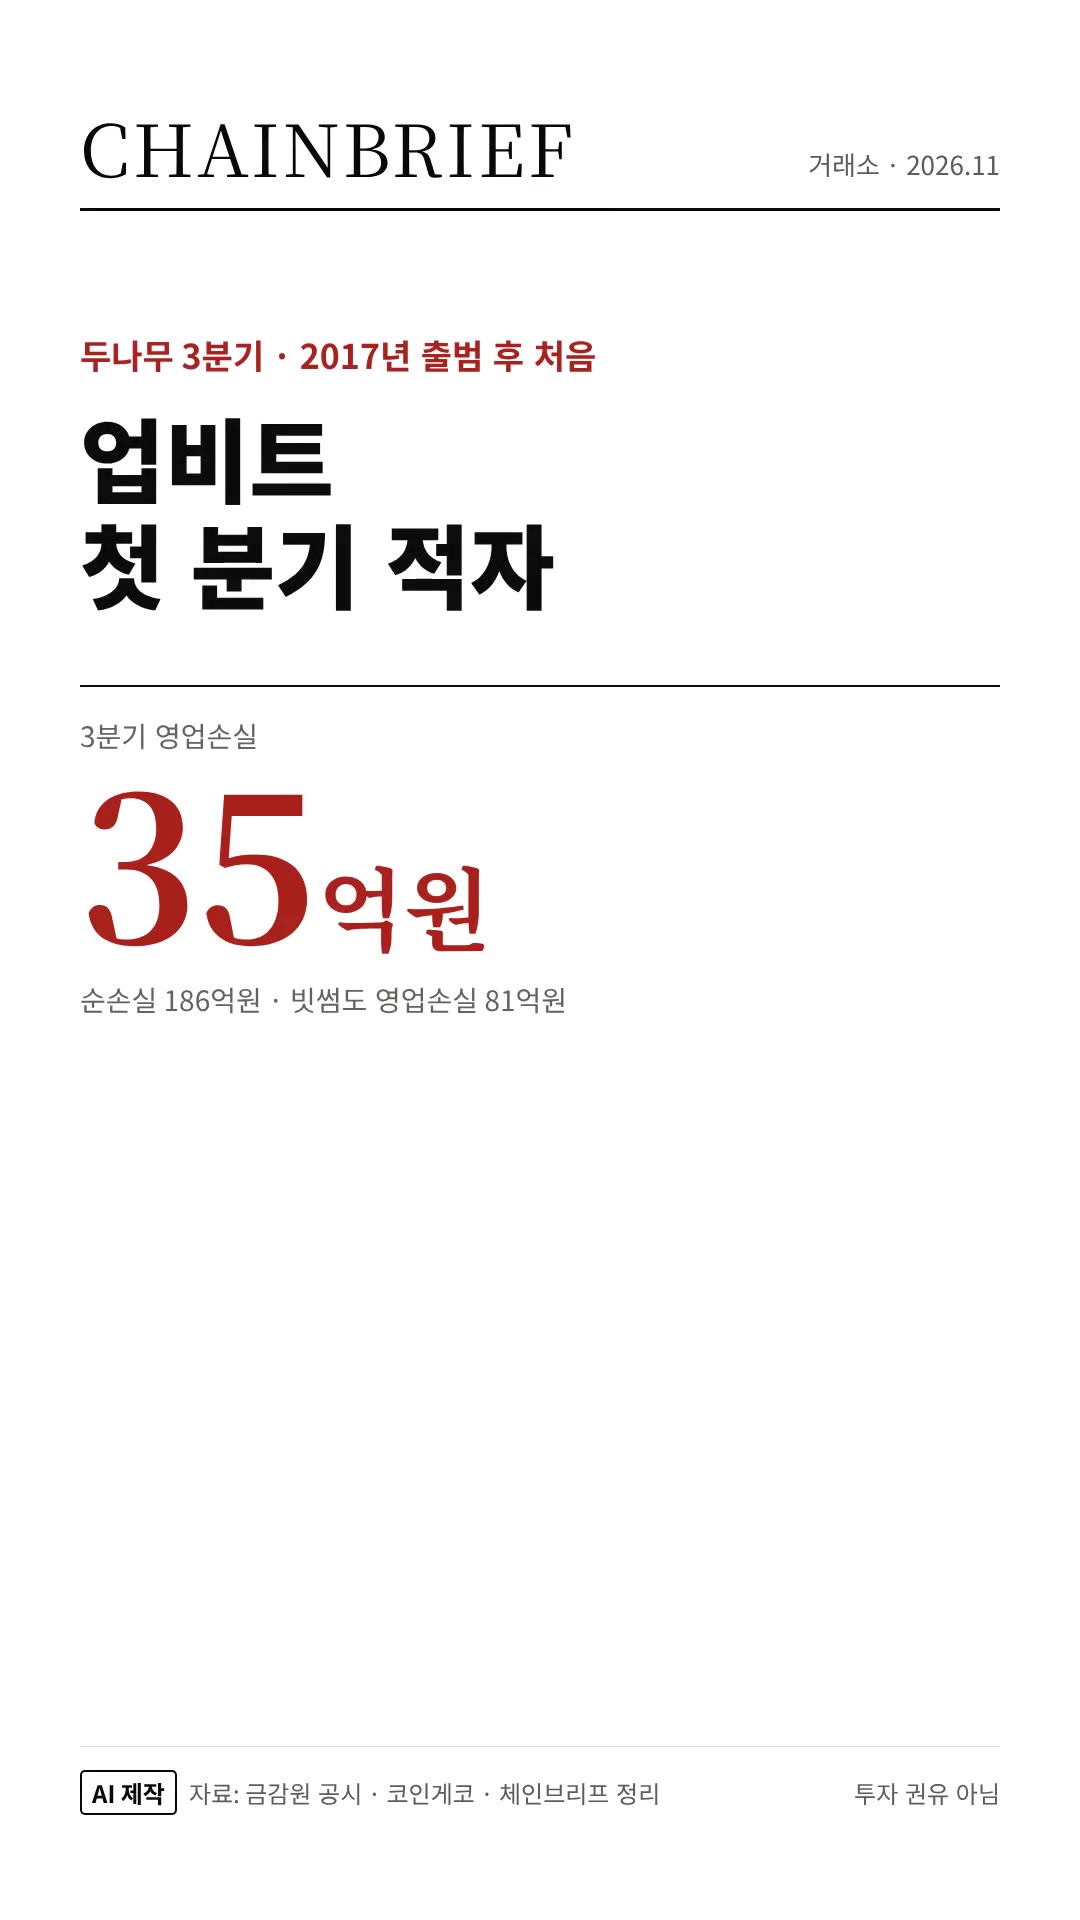 CHAINBRIEF
거래소 · 2026.11
두나무 3분기 · 2017년 출범 후 처음
업비트
첫 분기 적자
3분기 영업손실
35억원
순손실 186억원 · 빗썸도 영업손실 81억원
AI 제작 자료: 금감원 공시 · 코인게코 · 체인브리프 정리
투자 권유 아님